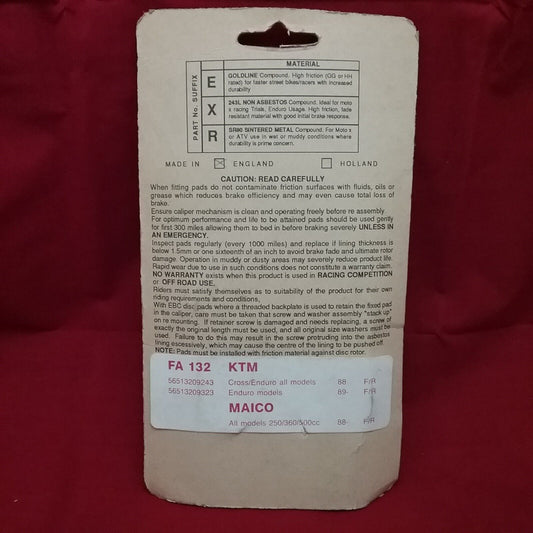 MATERIAL
PART No. SUFFIX
E GOLDLINE Compound. High friction (GG or HH
rated) for faster street bikes/racers with increased
durability
X 243L NON ASBESTOS Compound. Ideal for moto
x racing Trials, Enduro Usage. High friction, fade
resistant material with good initial brake response.
R SR80 SINTERED METAL Compound: For Moto x
or ATV use in wet or muddy conditions where
durability is prime concern.
MADE IN ENGLAND HOLLAND
CAUTION: READ CAREFULLY
When fitting pads do not contaminate friction surfaces with fluids, oils or
grease which reduces brake efficiency and may even cause total loss of
brake.
Ensure caliper mechanism is clean and operating freely before re assembly.
For optimum performance and life to be attained pads should be used gently
for first 300 miles allowing them to bed in before braking severely UNLESS IN
AN EMERGENCY.
Inspect pads regularly (every 1000 miles) and replace if lining thickness is
below 1.5mm or one sixteenth of an inch to avoid brake fade and ultimate rotor
damage. Operation in muddy or dusty areas may severely reduce product life.
Rapid wear due to use in such conditions does not constitute a warranty claim.
NO WARRANTY exists when this product is used in RACING COMPETITION
or OFF ROAD USE.
Riders must satisfy themselves as to suitability of the product for their own
riding requirements and conditions,
With EBC disc pads where a threaded backplate is used to retain the fixed pad
in the caliper, care must be taken that screw and washer assembly "stack up"
on re mounting. If retainer screw is damaged and needs replacing, a screw of
exactly the original length must be used, and all original size washers must be
used. Failure to do this may result in the screw protruding into the asbestos
lining escessively, which may cause the centre of the lining to be pushed off.
NOTE: Pads must be installed with friction material against disc rotor.
FA 132 KTM
56513209243 Cross/Enduro all models 88 F/R
56513209323 Enduro models 89- F/R
MAICO
All models 250/360/500cc 88- F/R